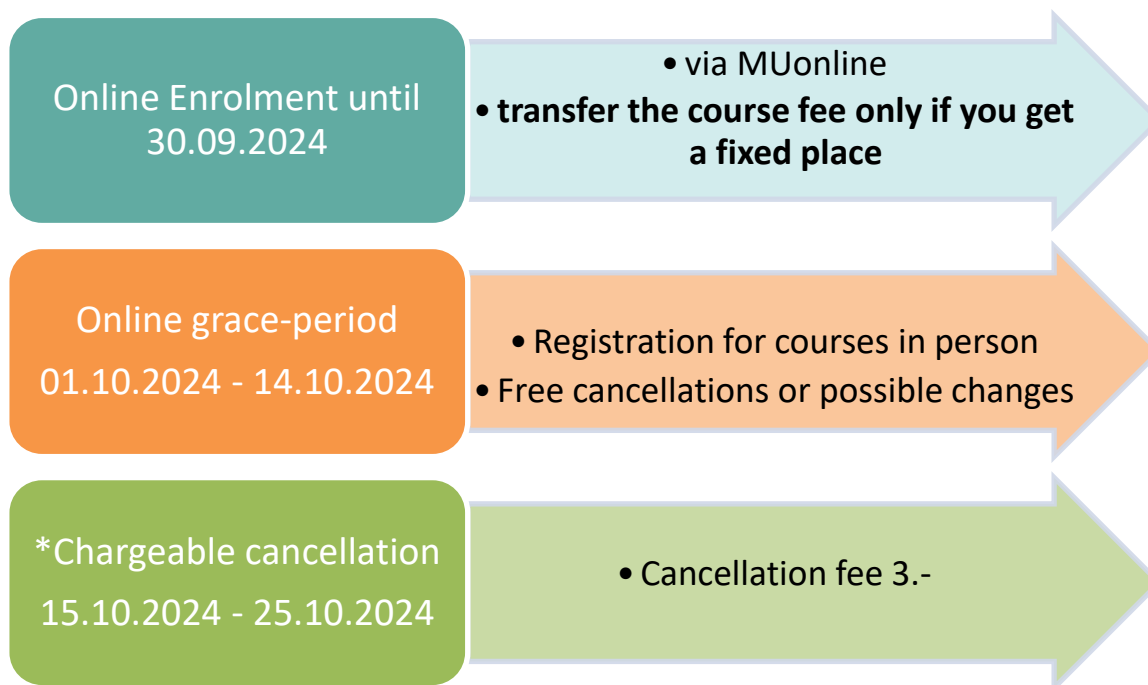 Online Enrolment until
30.09.2024
• via MUonline
• transfer the course fee only if you get
a fixed place
Online grace-period
01.10.2024 - 14.10.2024
• Registration for courses in person
• Free cancellations or possible changes
*Chargeable cancellation
15.10.2024 - 25.10.2024
• Cancellation fee 3.-